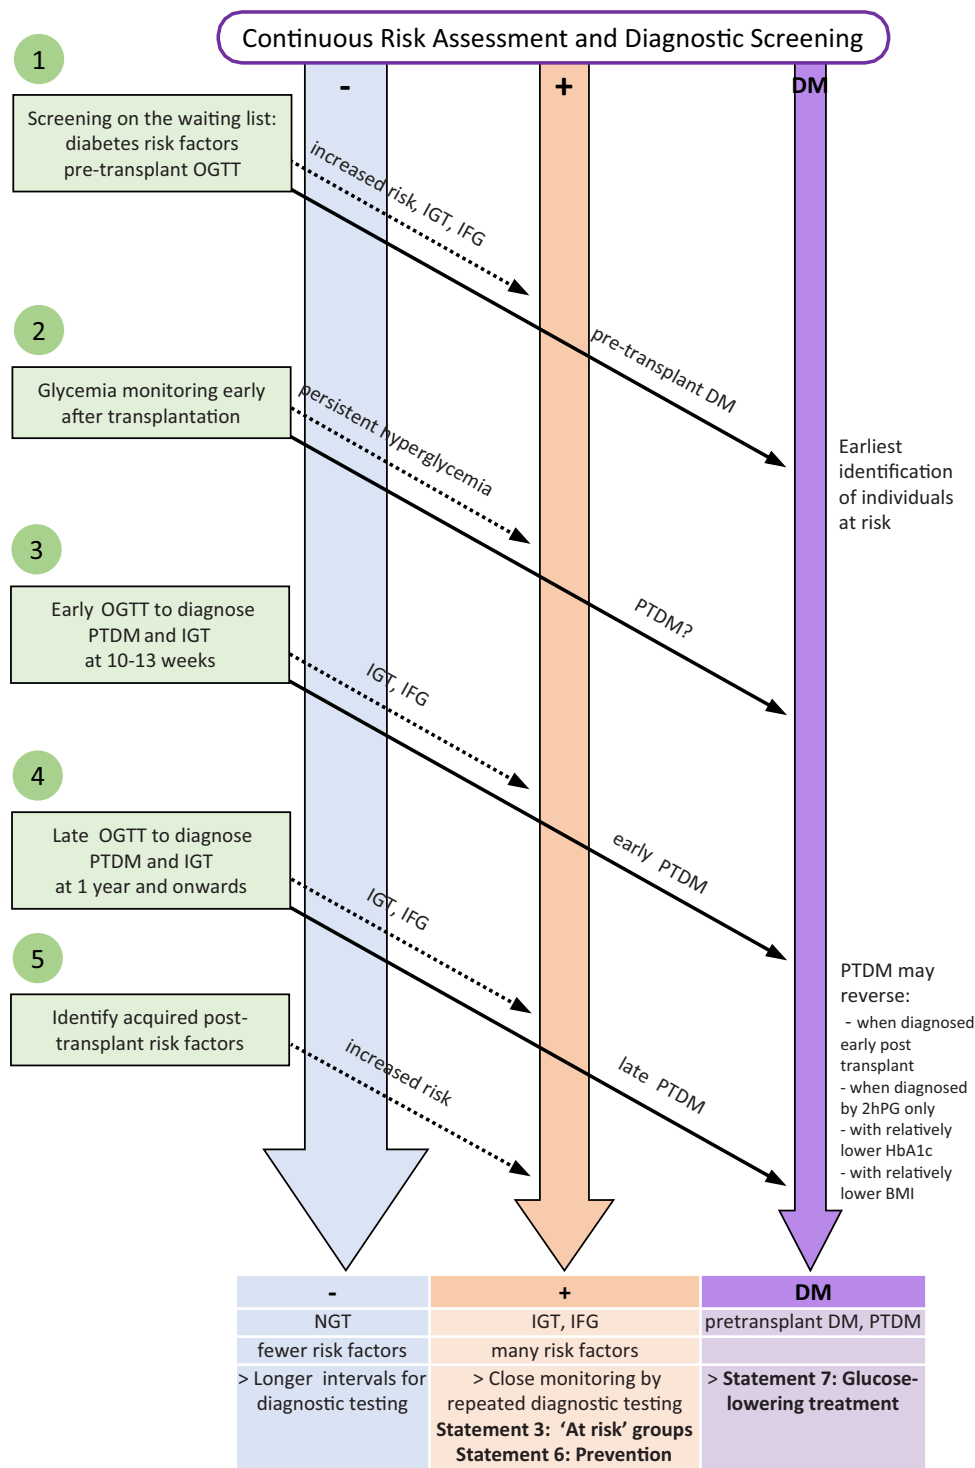 Continuous Risk Assessment and Diagnostic Screening
- + DM
1
Screening on the waiting list:
diabetes risk factors
pre-transplant OGTT
increased risk, IGT, IFG
pre-transplant DM
2
Glycemia monitoring early
after transplantation
persistent hyperglycemia
PTDM?
Earliest
identification
of individuals
at risk
3
Early OGTT to diagnose
PTDM and IGT
at 10-13 weeks
IGT, IFG
early PTDM
4
Late OGTT to diagnose
PTDM and IGT
at 1 year and onwards
IGT, IFG
late PTDM
5
Identify acquired post-
transplant risk factors
increased risk
PTDM may
reverse:
- when diagnosed
early post
transplant
- when diagnosed
by 2hPG only
- with relatively
lower HbA1c
- with relatively
lower BMI
- + DM
NGT IGT, IFG pretransplant DM, PTDM
fewer risk factors many risk factors
> Longer intervals for
diagnostic testing
> Close monitoring by
repeated diagnostic testing
Statement 3: ‘At risk’ groups
Statement 6: Prevention
> Statement 7: Glucose-
lowering treatment